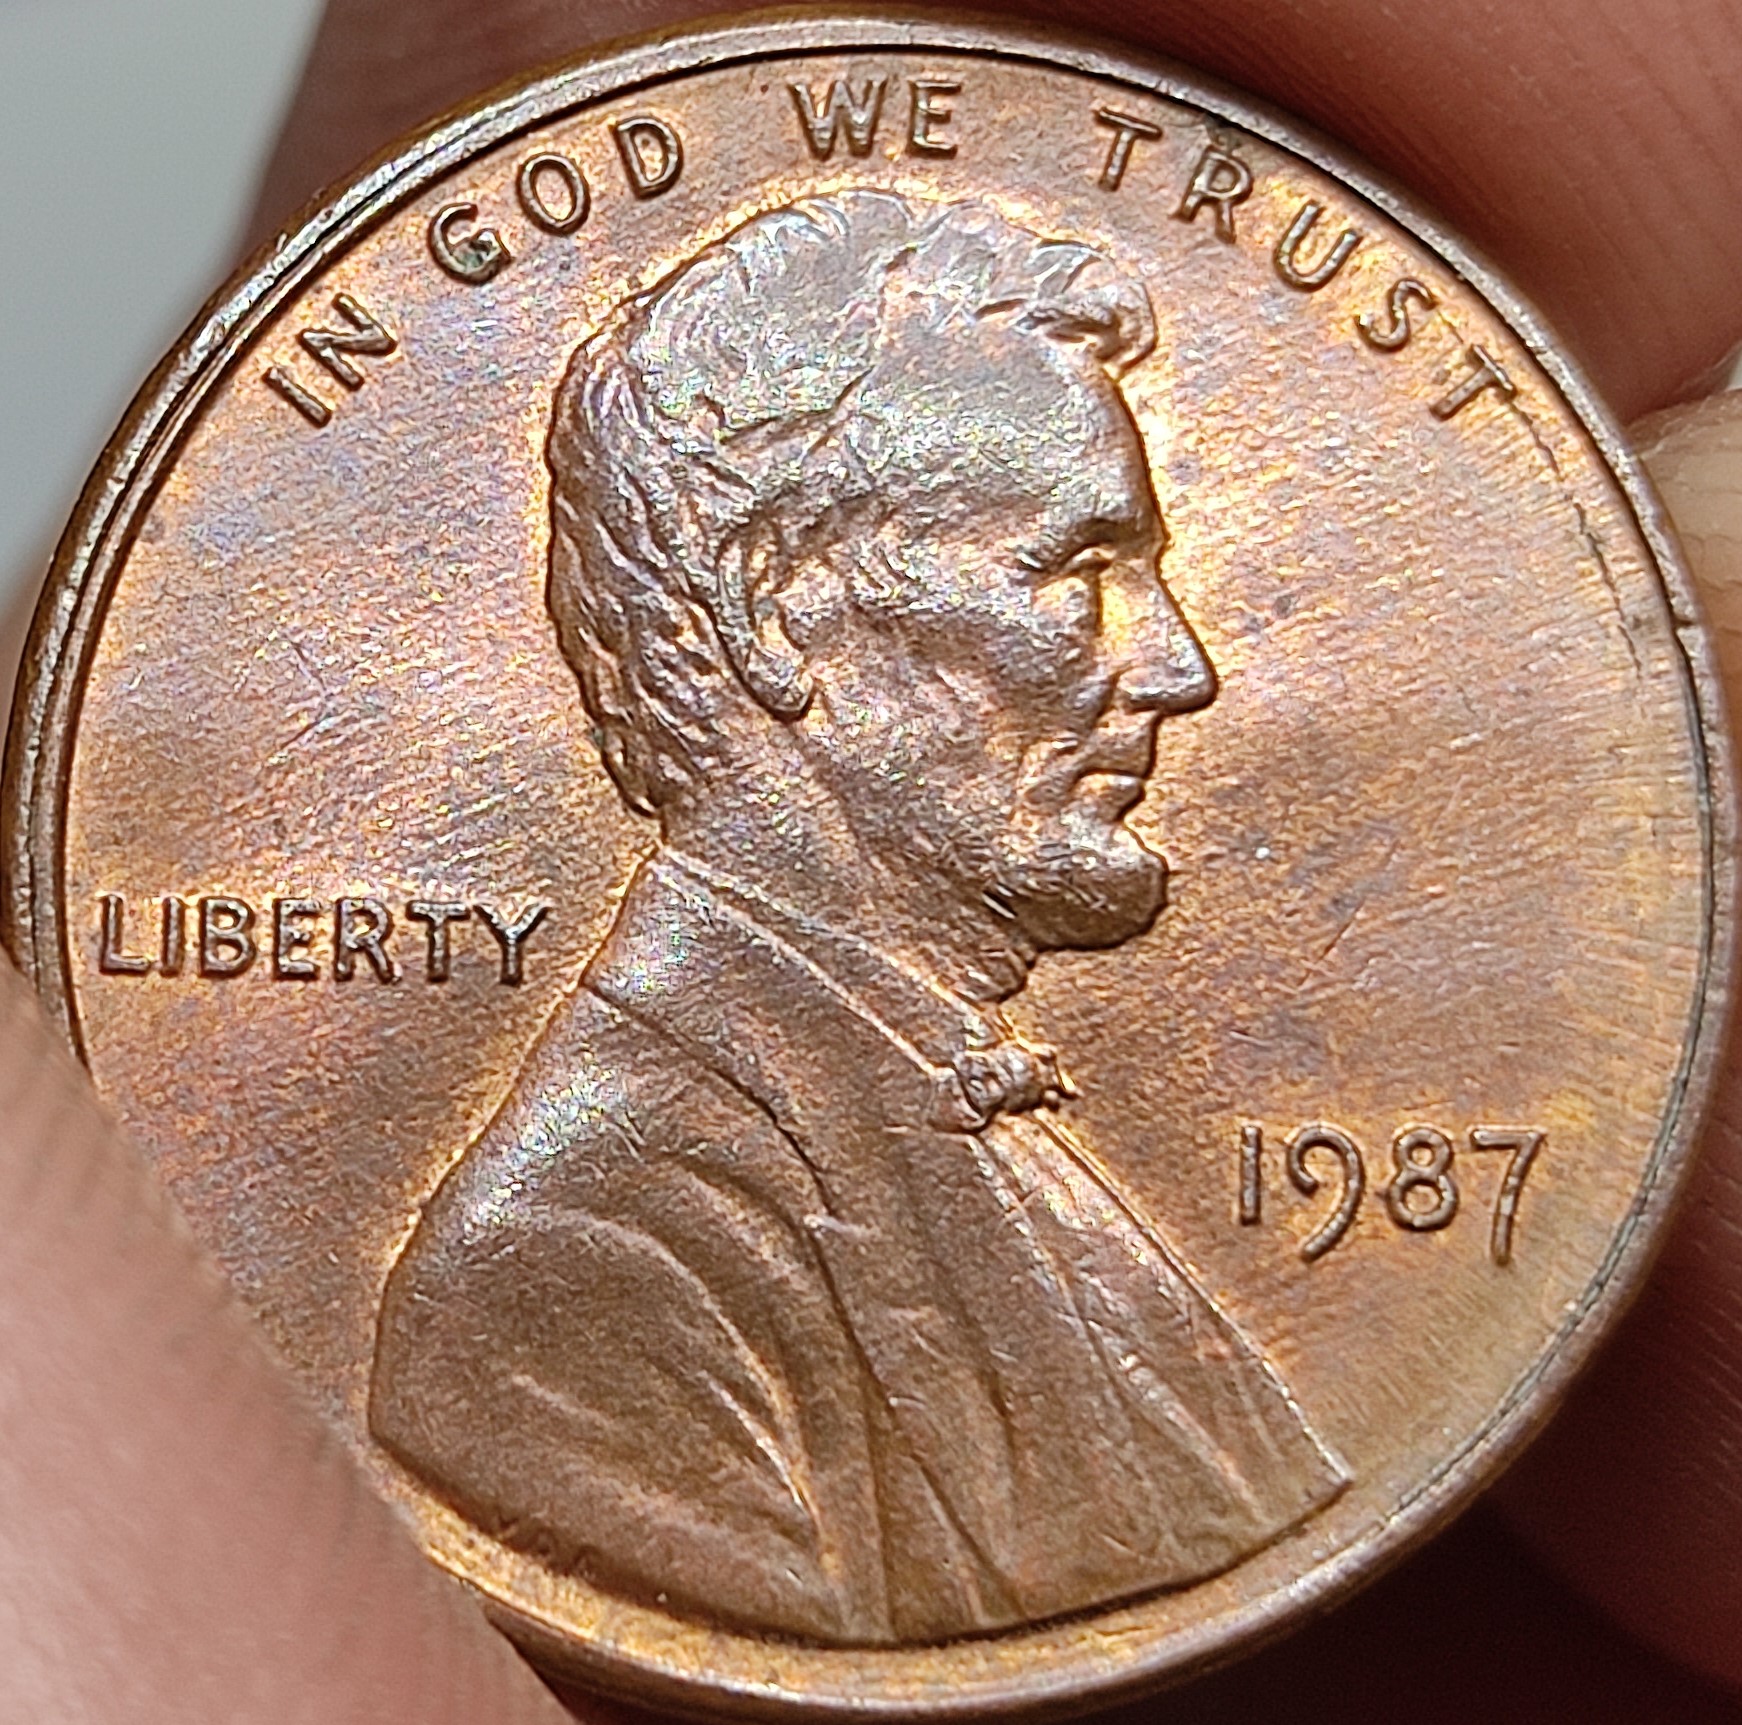 IN GOD WE TRUST
LIBERTY
1987